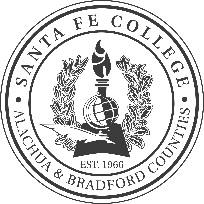 SANTA FE COLLEGE
EST. 1966
ALACHUA & BRADFORD COUNTIES